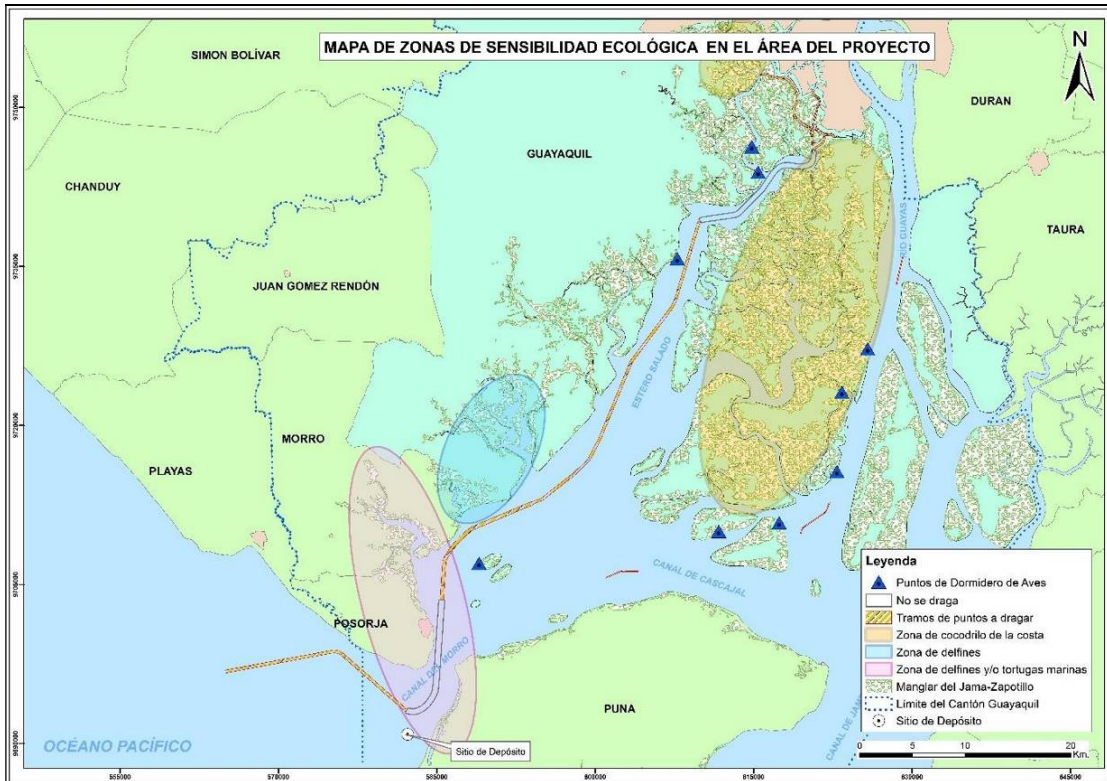 MAPA DE ZONAS DE SENSIBILIDAD ECOLÓGICA EN EL ÁREA DEL PROYECTO
N
SIMON BOLÍVAR
DURAN
GUAYAQUIL
CHANDUY
TAURA
RIO GUAYAS
JUAN GOMEZ RENDÓN
ESTERO SALADO
MORRO
PLAYAS
CANAL DE CASCAJAL
POSORJA
CANAL DEL MORRO
PUNA
OCÉANO PACÍFICO
Sitio de Depósito
Leyenda
Puntos de Dormidero de Aves
No se draga
Tramos de puntos a dragar
Zona de cocodrilo de la costa
Zona de delfines
Zona de delfines y/o tortugas marinas
Manglar del Jama-Zapotillo
Limite del Cantón Guayaquil
Sitio de Depósito
0 5 10 20
Km.
9750000
9720000
9690000
555000
570000
585000
600000
615000
630000
645000